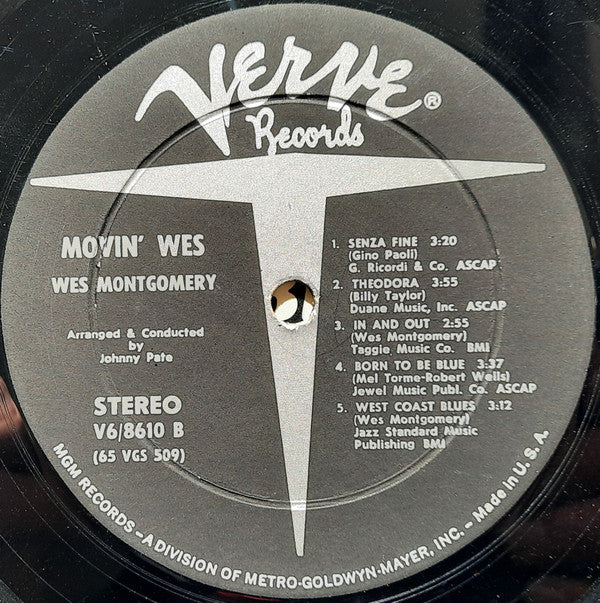 Verve®
Records
MOVIN' WES
WES MONTGOMERY
Arranged & Conducted
by
Johnny Pate
STEREO
V6/8610 B
(65 VGS 509)
1. SENZA FINE 3:20
(Gino Paoli)
G. Ricordi & Co. ASCAP
2. THEODORA 3:55
(Billy Taylor)
Duane Music, Inc. ASCAP
3. IN AND OUT 2:55
(Wes Montgomery)
Taggie Music Co. BMI
4. BORN TO BE BLUE 3:37
(Mel Torme-Robert Wells)
Jewel Music Publ. Co. ASCAP
5. WEST COAST BLUES 3:12
(Wes Montgomery)
Jazz Standard Music
Publishing BMI
MGM RECORDS – A DIVISION OF METRO-GOLDWYN-MAYER, INC. – Made in U.S.A.